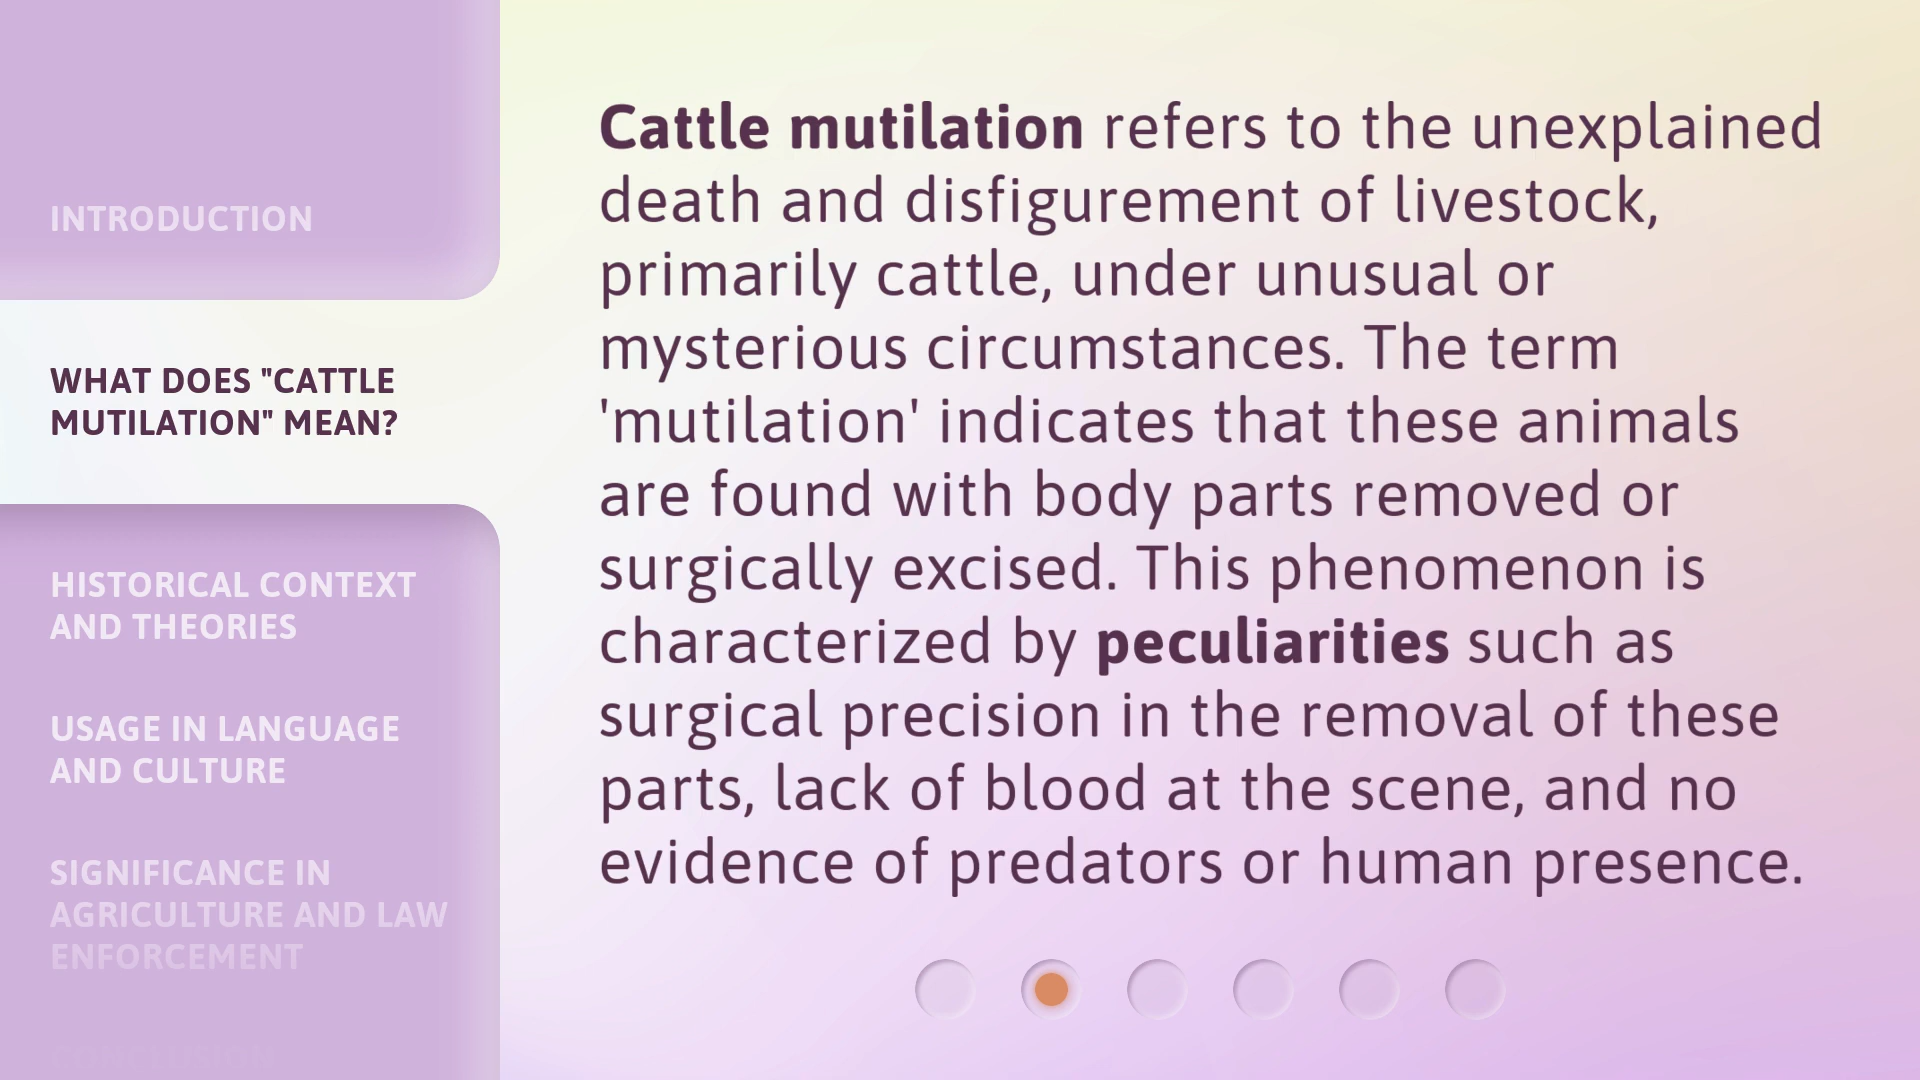 INTRODUCTION
WHAT DOES "CATTLE
MUTILATION" MEAN?
HISTORICAL CONTEXT
AND THEORIES
USAGE IN LANGUAGE
AND CULTURE
SIGNIFICANCE IN
AGRICULTURE AND LAW
ENFORCEMENT
CONCLUSION
Cattle mutilation refers to the unexplained
death and disfigurement of livestock,
primarily cattle, under unusual or
mysterious circumstances. The term
'mutilation' indicates that these animals
are found with body parts removed or
surgically excised. This phenomenon is
characterized by peculiarities such as
surgical precision in the removal of these
parts, lack of blood at the scene, and no
evidence of predators or human presence.